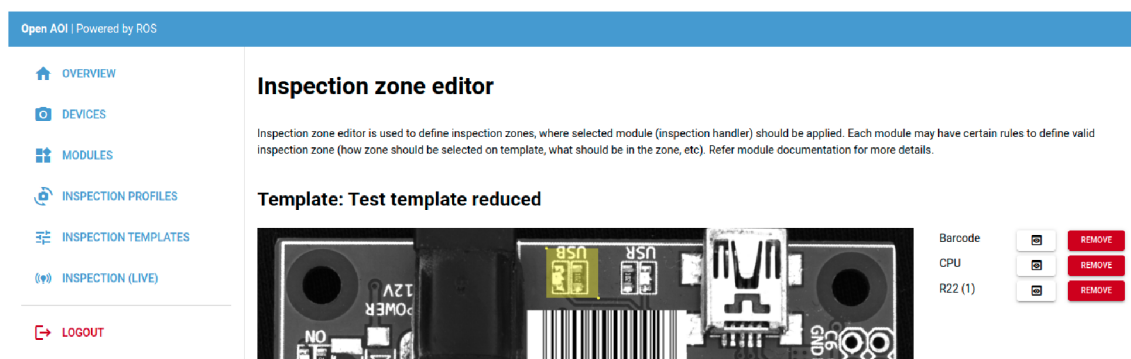 Open AOI | Powered by ROS
OVERVIEW
DEVICES
MODULES
INSPECTION PROFILES
INSPECTION TEMPLATES
INSPECTION (LIVE)
LOGOUT
Inspection zone editor
Inspection zone editor is used to define inspection zones, where selected module (inspection handler) should be applied. Each module may have certain rules to define valid
inspection zone (how zone should be selected on template, what should be in the zone, etc). Refer module documentation for more details.
Template: Test template reduced
USB
USR
12V
POWER
ON
C6
GND
Barcode
REMOVE
CPU
REMOVE
R22 (1)
REMOVE